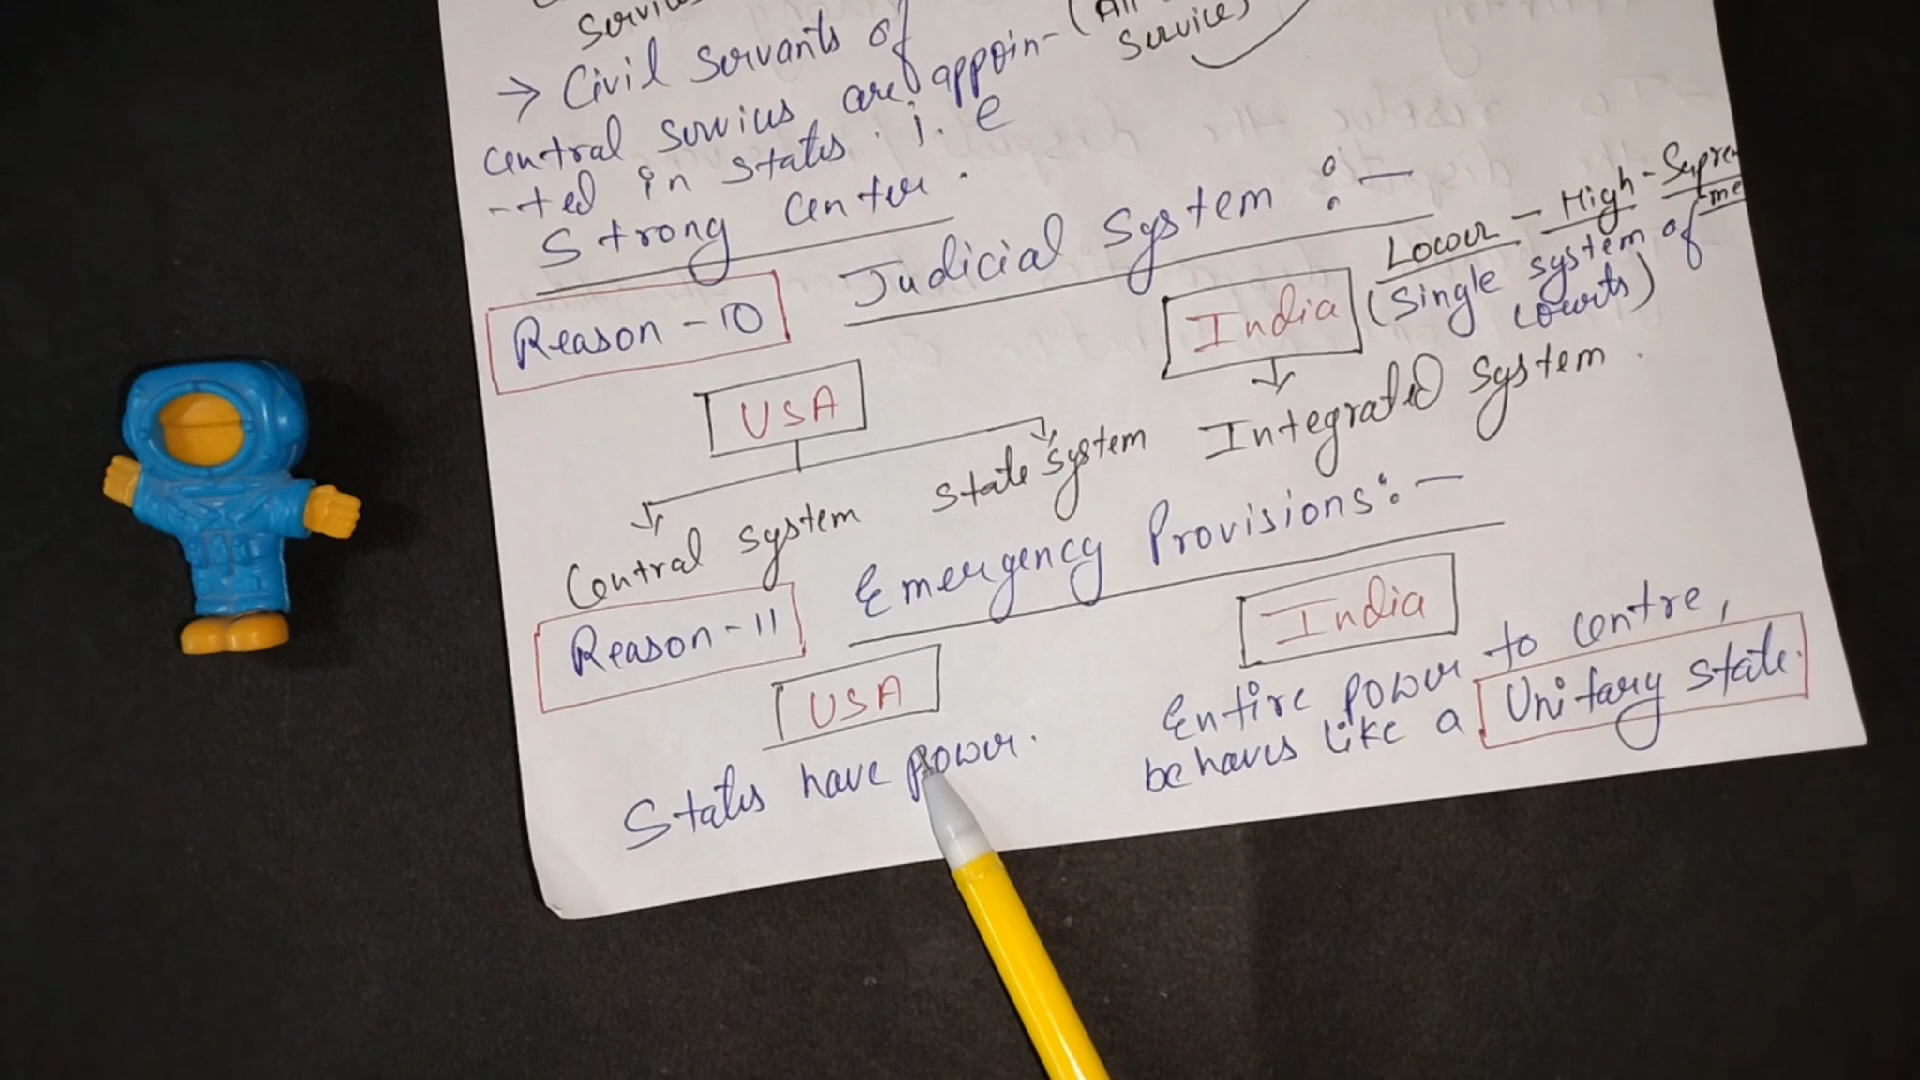 → Civil Servants of
central services are appoin-
(All
Service)
-ted in states. i.e
Strong center.
Reason - 10
Judicial System :-
USA
Central system
State system
India
Lower - High - Supre
me
(Single system of
courts)
Integrated System.
Reason - 11
Emergency Provisions :-
USA
States have power.
India
Entire power to centre,
behaves like a Unitary state.